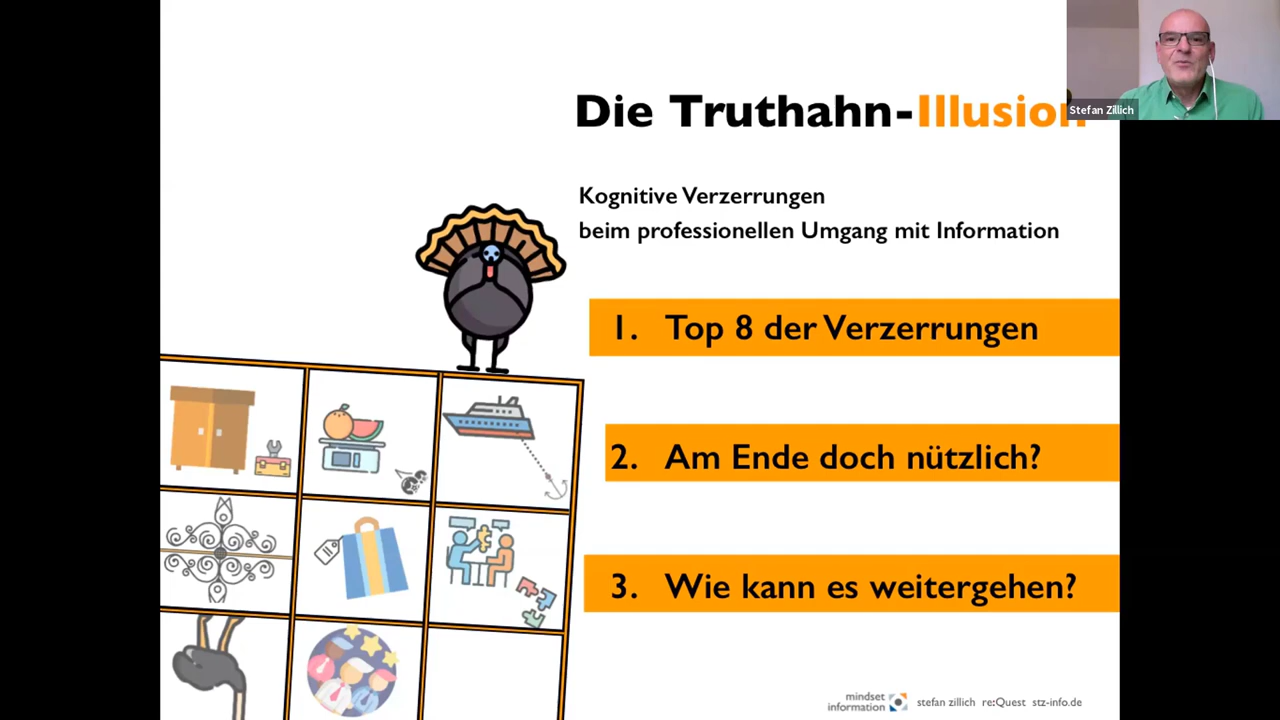 Die Truthahn-Illusion
Stefan Zillich
Kognitive Verzerrungen
beim professionellen Umgang mit Information
1. Top 8 der Verzerrungen
2. Am Ende doch nützlich?
3. Wie kann es weitergehen?
mindset
information
stefan zillich re:Quest stz-info.de